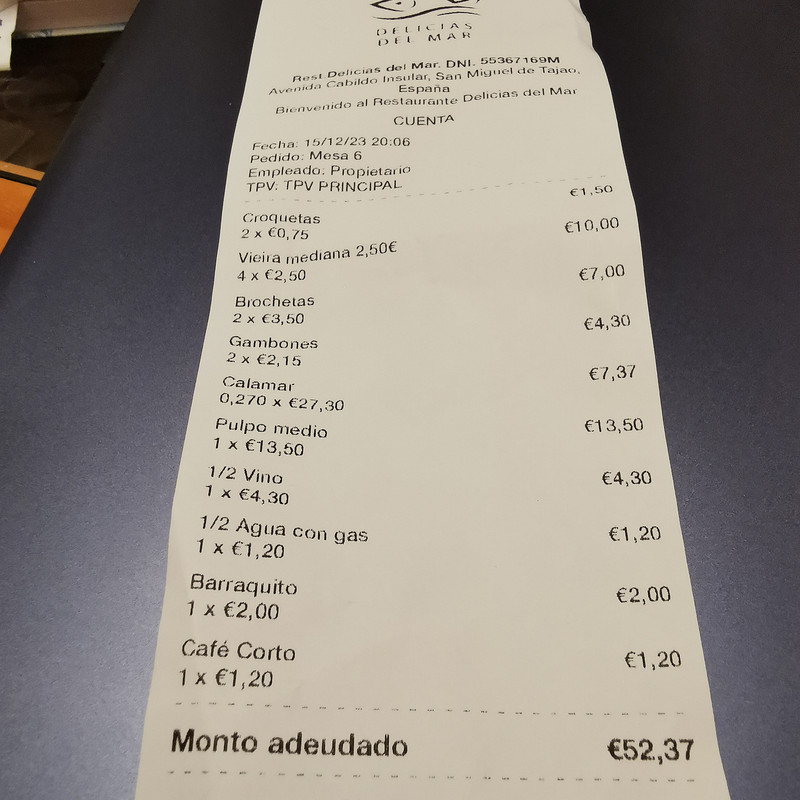 DELICIAS
DEL MAR
Rest.Delicias del Mar. DNI. 55367169M
Avenida Cabildo Insular, San Miguel de Tajao,
España
Bienvenido al Restaurante Delicias del Mar
CUENTA
Fecha: 15/12/23 20:06
Pedido: Mesa 6
Empleado: Propietario
TPV: TPV PRINCIPAL
Croquetas €1,50
2 x €0,75
Vieira mediana 2,50€ €10,00
4 x €2,50
Brochetas €7,00
2 x €3,50
Gambones €4,30
2 x €2,15
Calamar €7,37
0,270 x €27,30
Pulpo medio €13,50
1 x €13,50
1/2 Vino €4,30
1 x €4,30
1/2 Agua con gas €1,20
1 x €1,20
Barraquito €2,00
1 x €2,00
Café Corto €1,20
1 x €1,20
Monto adeudado €52,37